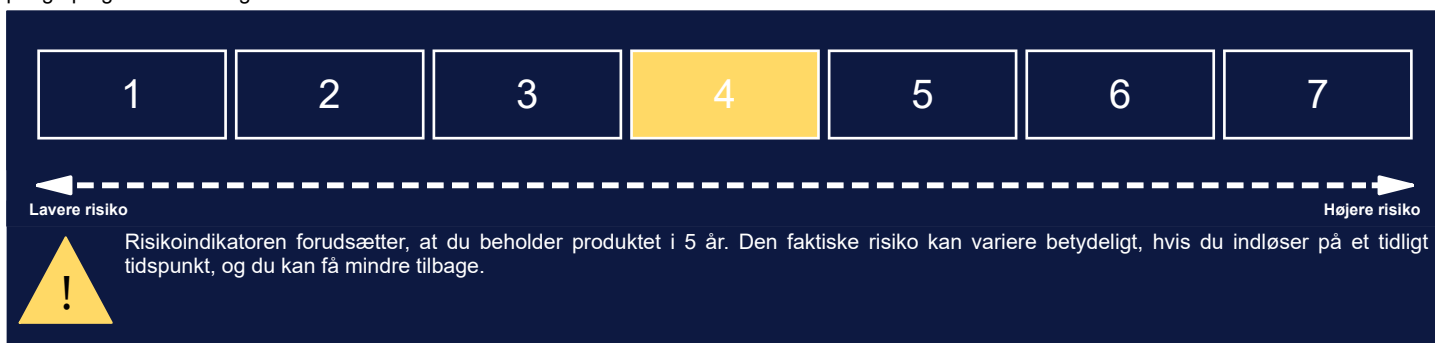 1 2 3 4 5 6 7
Lavere risiko Højere risiko
Risikoindikatoren forudsætter, at du beholder produktet i 5 år. Den faktiske risiko kan variere betydeligt, hvis du indløser på et tidligt
tidspunkt, og du kan få mindre tilbage.
!